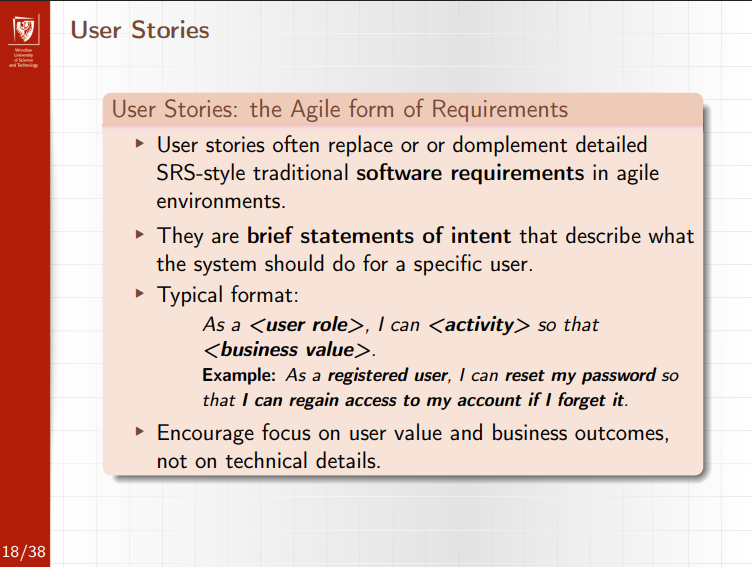 User Stories
Wrocław
University
of Science
and Technology
User Stories: the Agile form of Requirements
User stories often replace or or domplement detailed
SRS-style traditional software requirements in agile
environments.
They are brief statements of intent that describe what
the system should do for a specific user.
Typical format:
As a <user role>, I can <activity> so that
<business value>.
Example: As a registered user, I can reset my password so
that I can regain access to my account if I forget it.
Encourage focus on user value and business outcomes,
not on technical details.
18/38